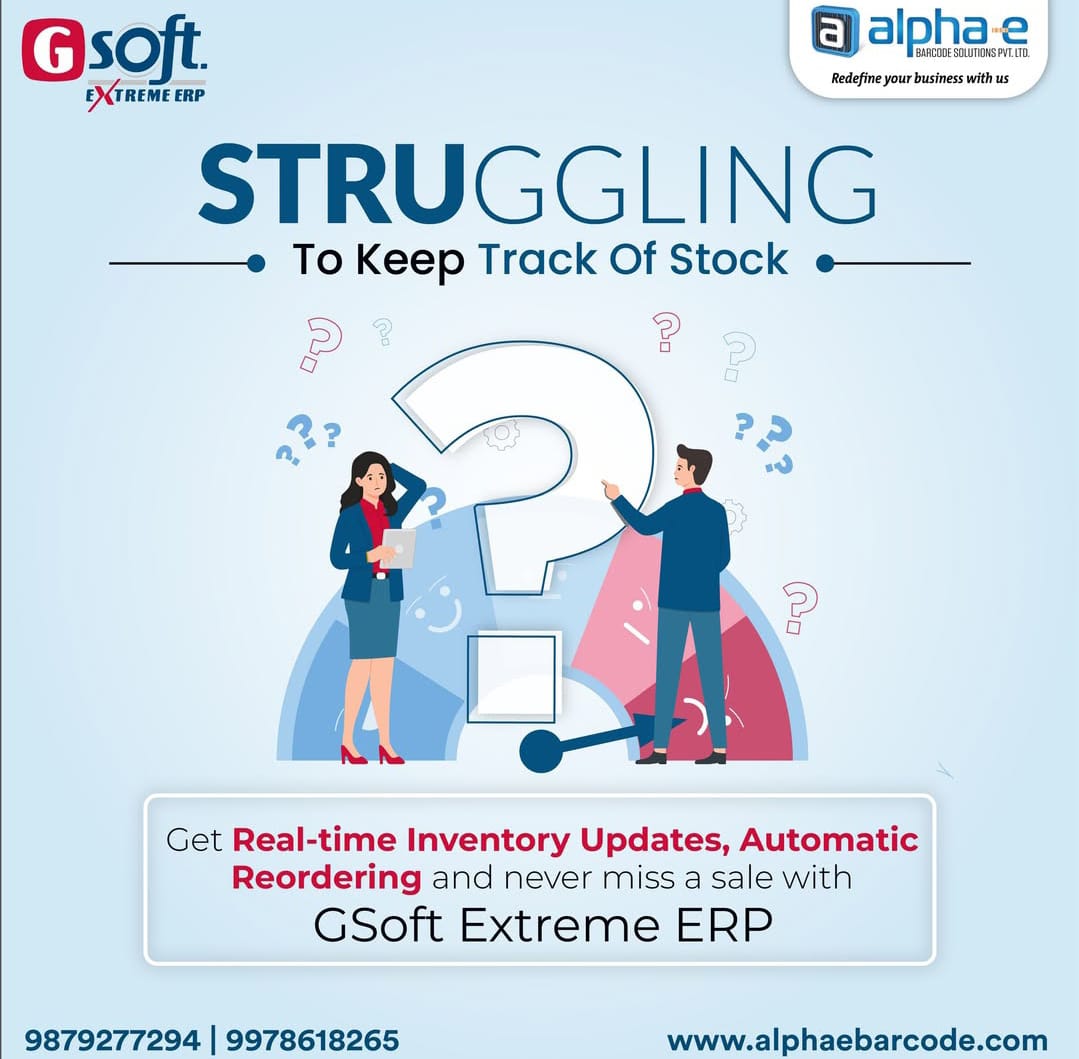 Gsoft.
EXTREME ERP
a alpha-e
BARCODE SOLUTIONS PVT. LTD.
Redefine your business with us
STRUGGLING
To Keep Track Of Stock
Get Real-time Inventory Updates, Automatic
Reordering and never miss a sale with
GSoft Extreme ERP
9879277294 | 9978618265
www.alphaebarcode.com